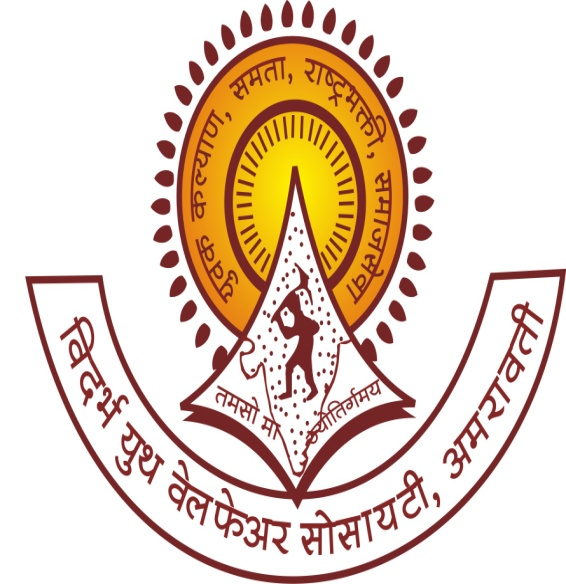 युवक कल्याण, समता, राष्ट्रभक्ती, समाजसेवा
तमसो मा ज्योतिर्गमय
विदर्भ युथ वेलफेअर सोसायटी, अमरावती